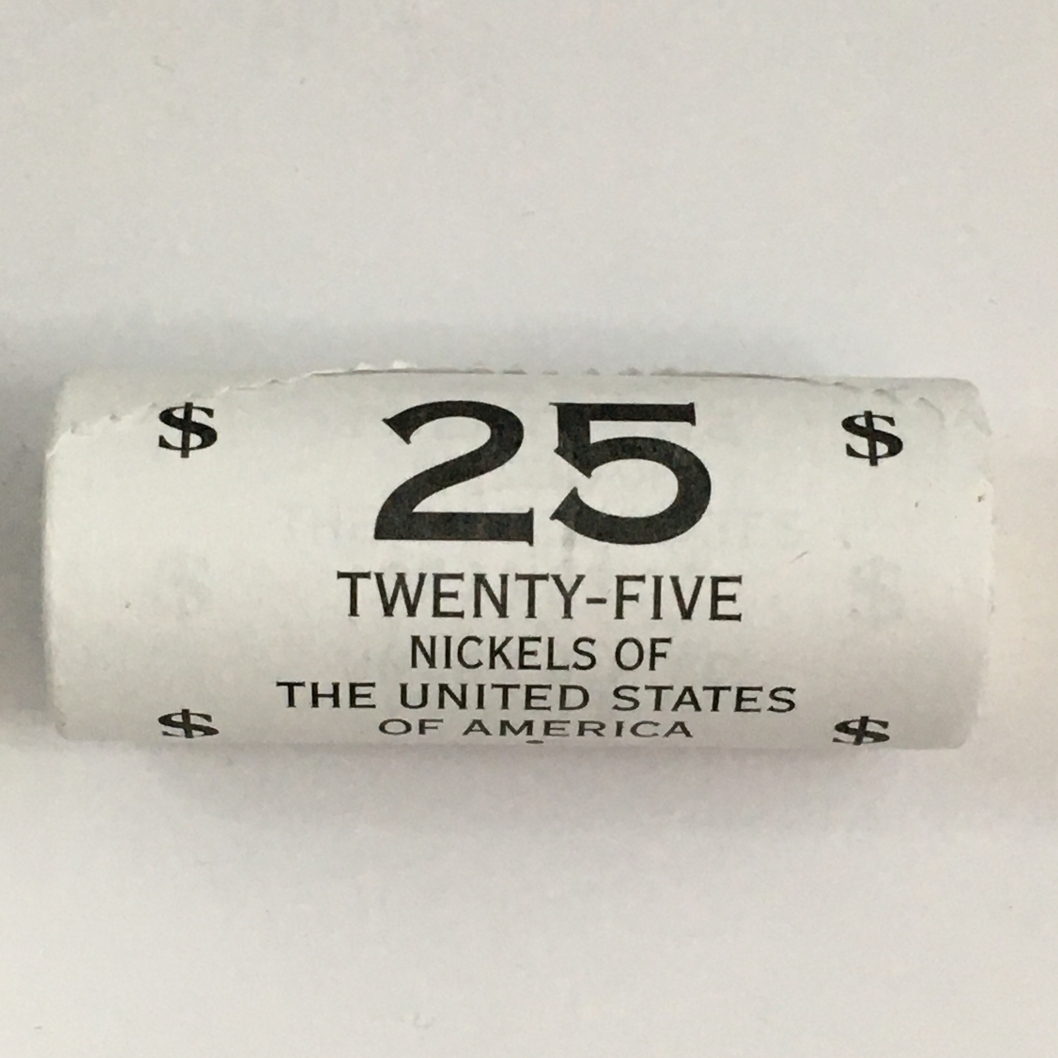 $ 25 $
TWENTY-FIVE
NICKELS OF
THE UNITED STATES
$ OF AMERICA $